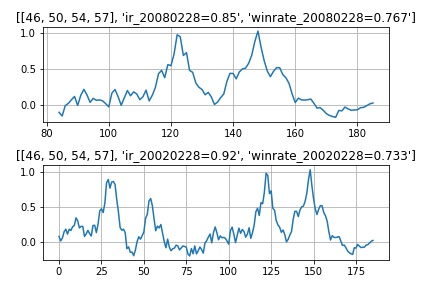 [[46, 50, 54, 57], 'ir_20080228=0.85', 'winrate_20080228=0.767']
1.0
0.5
0.0
80 100 120 140 160 180
[[46, 50, 54, 57], 'ir_20020228=0.92', 'winrate_20020228=0.733']
1.0
0.5
0.0
0 25 50 75 100 125 150 175